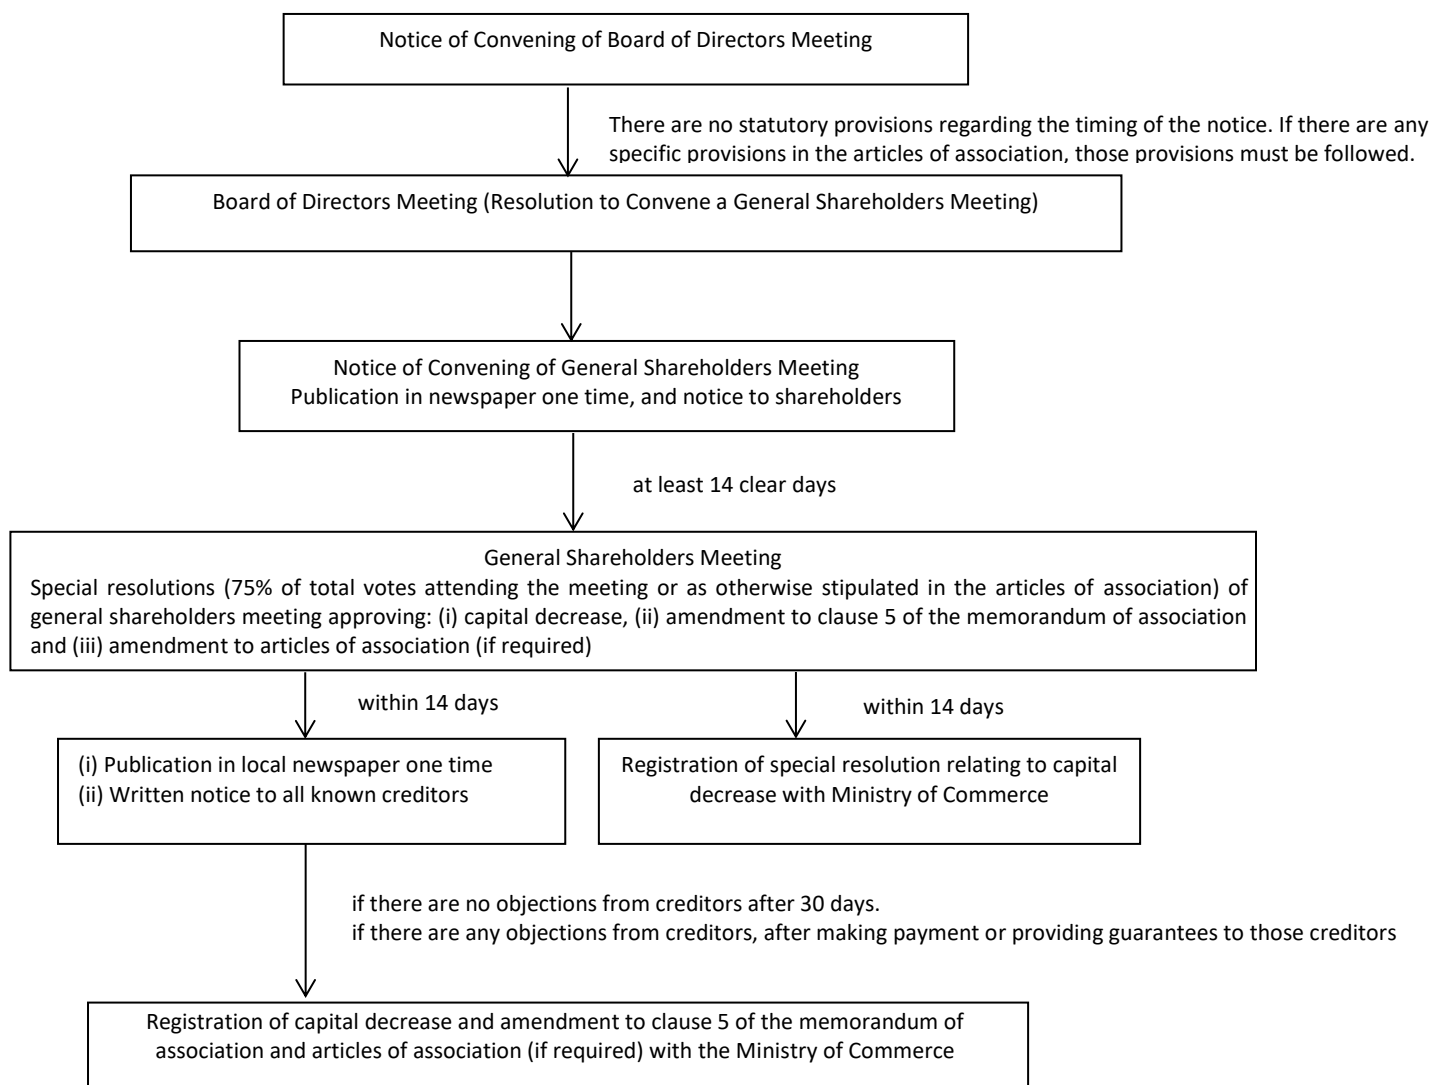 Notice of Convening of Board of Directors Meeting
There are no statutory provisions regarding the timing of the notice. If there are any
specific provisions in the articles of association, those provisions must be followed.
Board of Directors Meeting (Resolution to Convene a General Shareholders Meeting)
Notice of Convening of General Shareholders Meeting
Publication in newspaper one time, and notice to shareholders
at least 14 clear days
General Shareholders Meeting
Special resolutions (75% of total votes attending the meeting or as otherwise stipulated in the articles of association) of
general shareholders meeting approving: (i) capital decrease, (ii) amendment to clause 5 of the memorandum of association
and (iii) amendment to articles of association (if required)
within 14 days
within 14 days
(i) Publication in local newspaper one time
(ii) Written notice to all known creditors
Registration of special resolution relating to capital
decrease with Ministry of Commerce
if there are no objections from creditors after 30 days.
if there are any objections from creditors, after making payment or providing guarantees to those creditors
Registration of capital decrease and amendment to clause 5 of the memorandum of
association and articles of association (if required) with the Ministry of Commerce